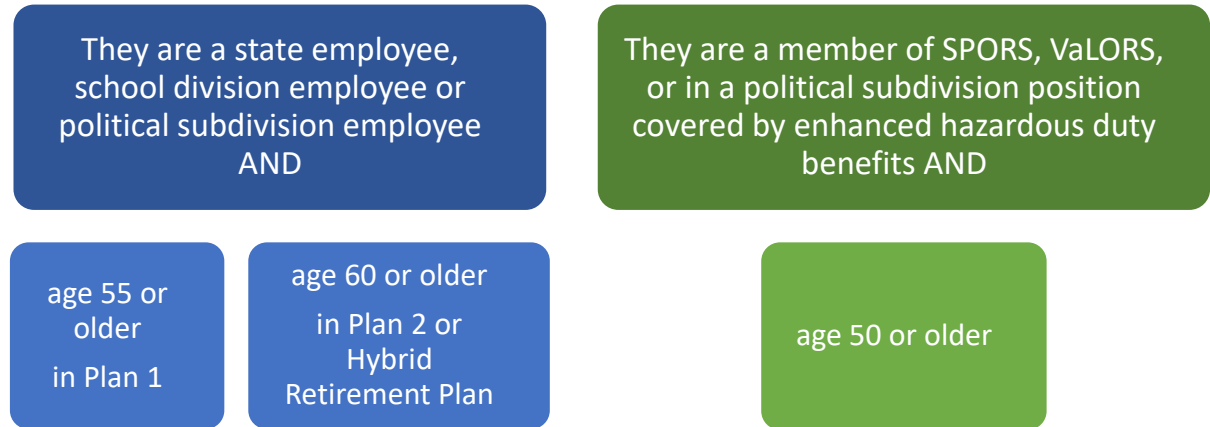 They are a state employee,
school division employee or
political subdivision employee
AND
They are a member of SPORS, VaLORS,
or in a political subdivision position
covered by enhanced hazardous duty
benefits AND
age 55 or
older
in Plan 1
age 60 or older
in Plan 2 or
Hybrid
Retirement Plan
age 50 or older